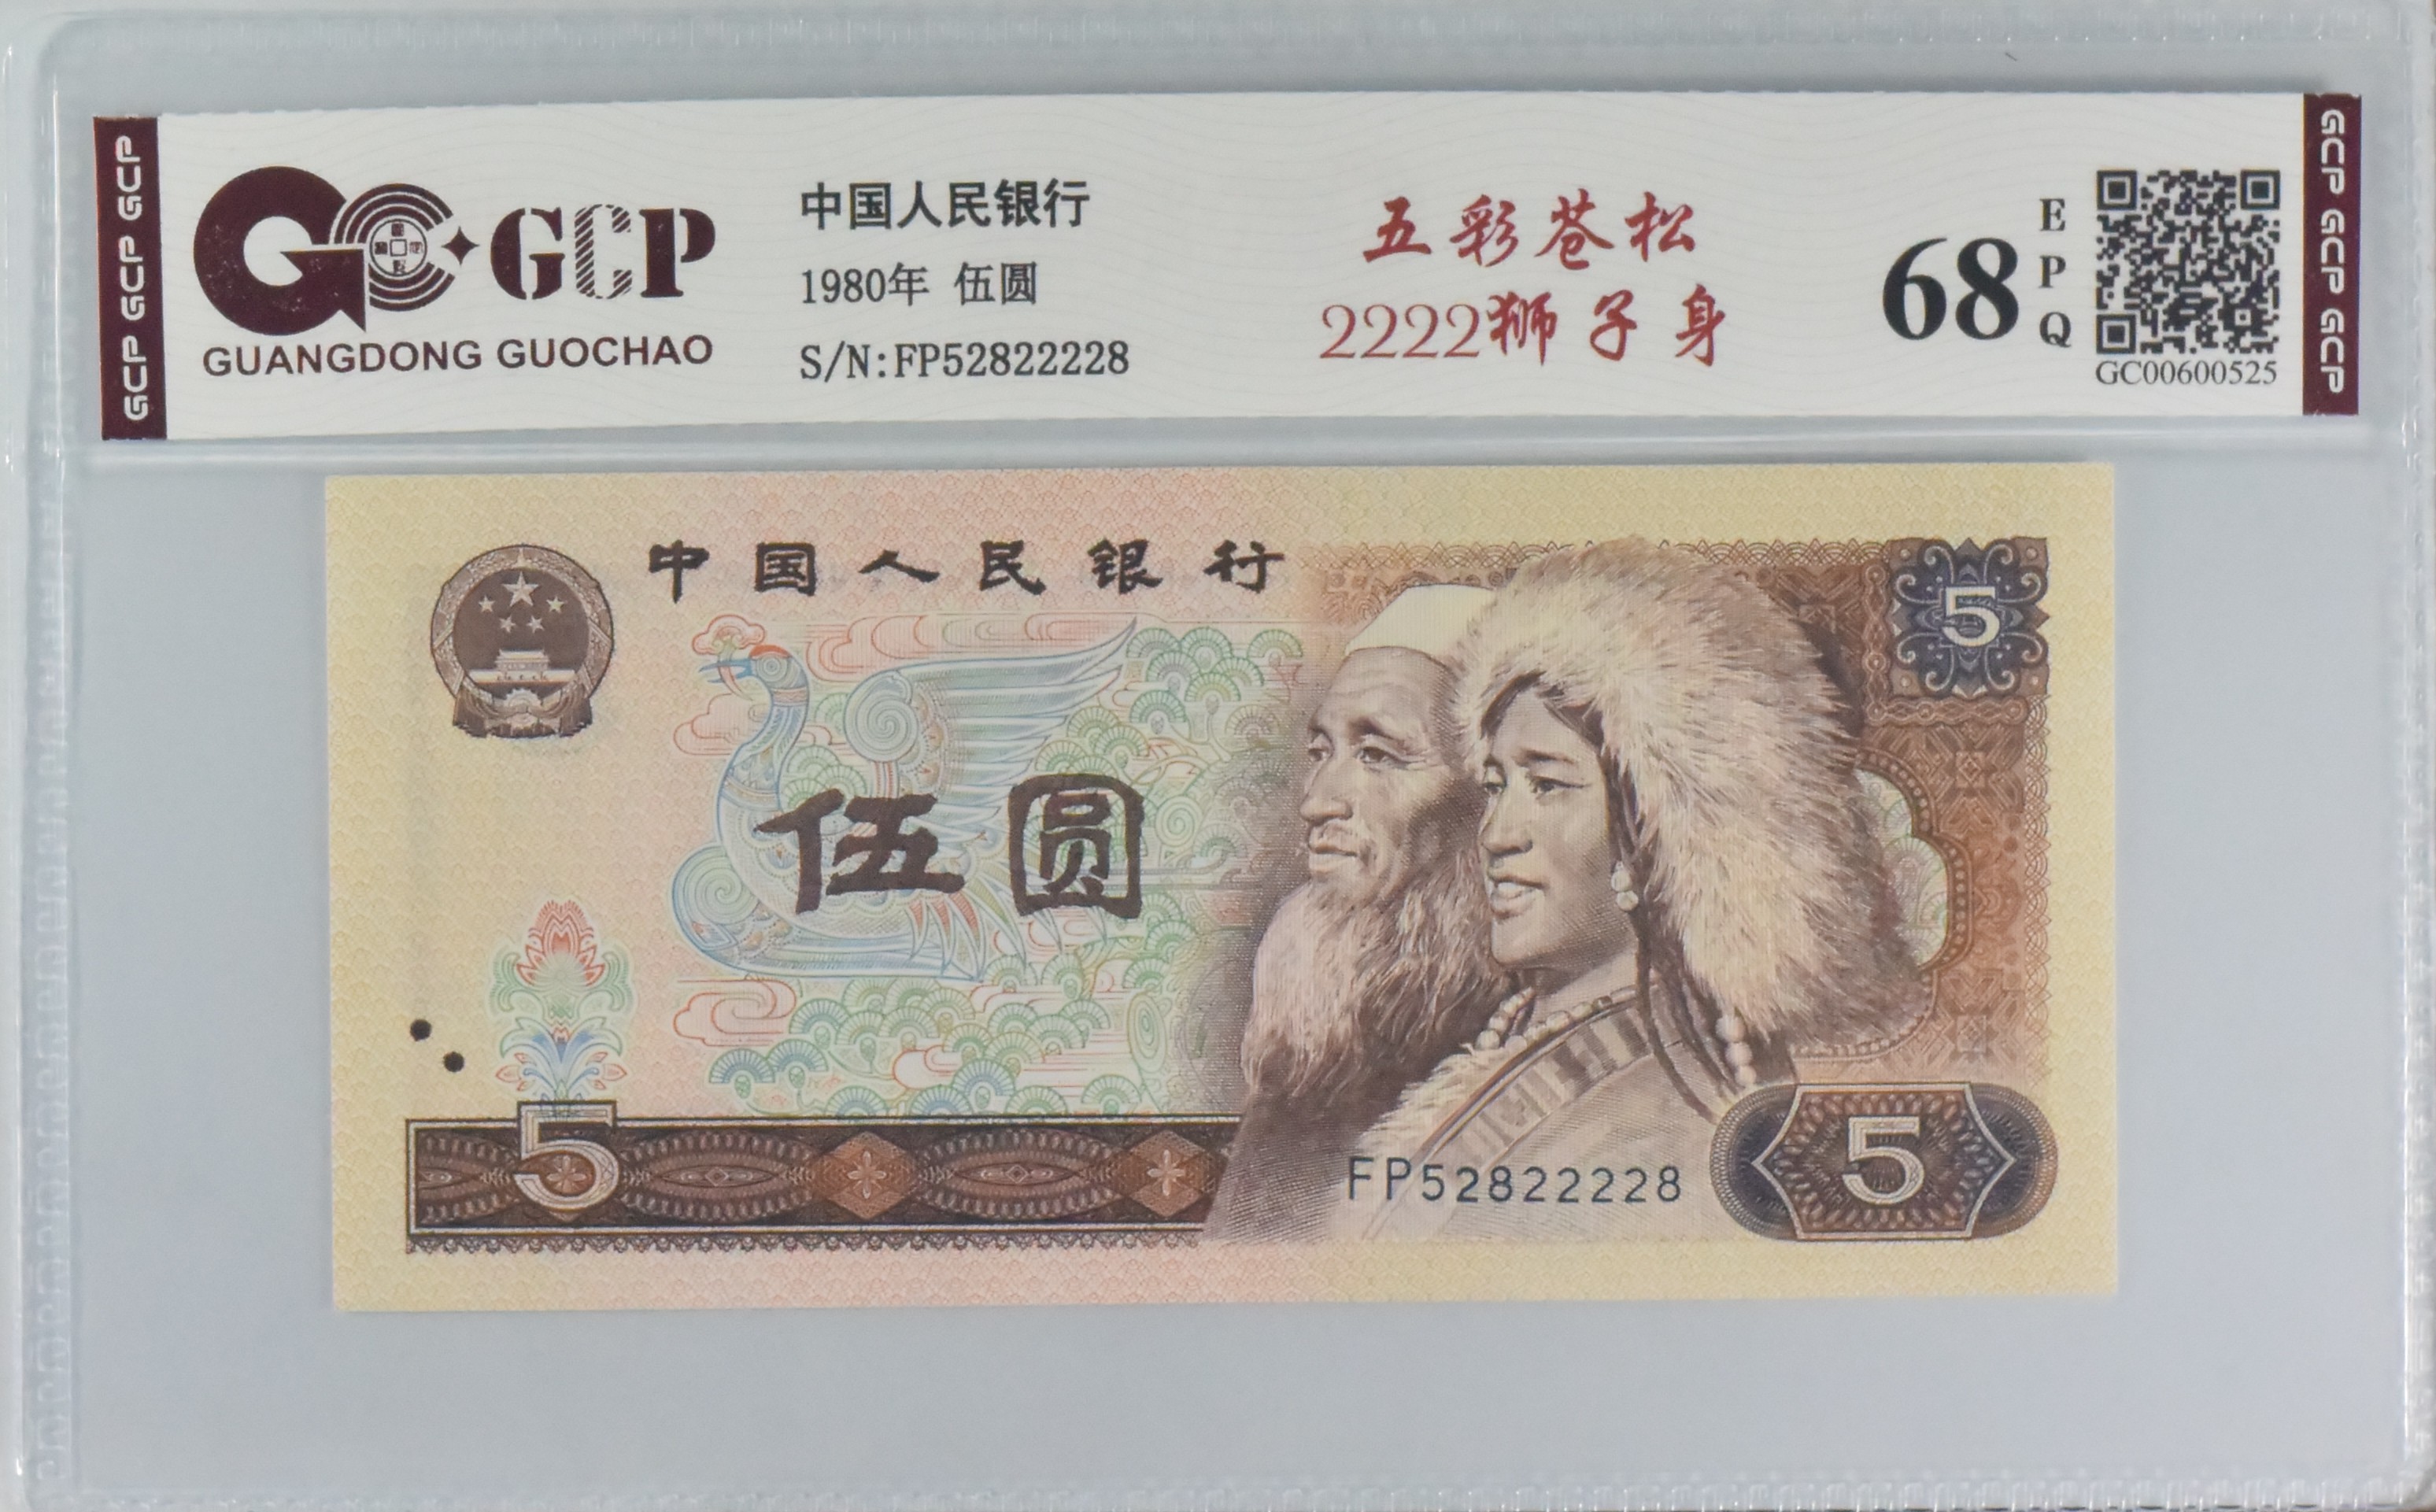 GCP GCP GCP
GCP
GUANGDONG GUOCHAO
中国人民银行
1980年 伍圆
S/N:FP52822228
五彩苍松
2222狮子身
68
EPQ
GC00600525
GCP GCP GCP
中国人民银行
5
伍圆
5
FP52822228
5